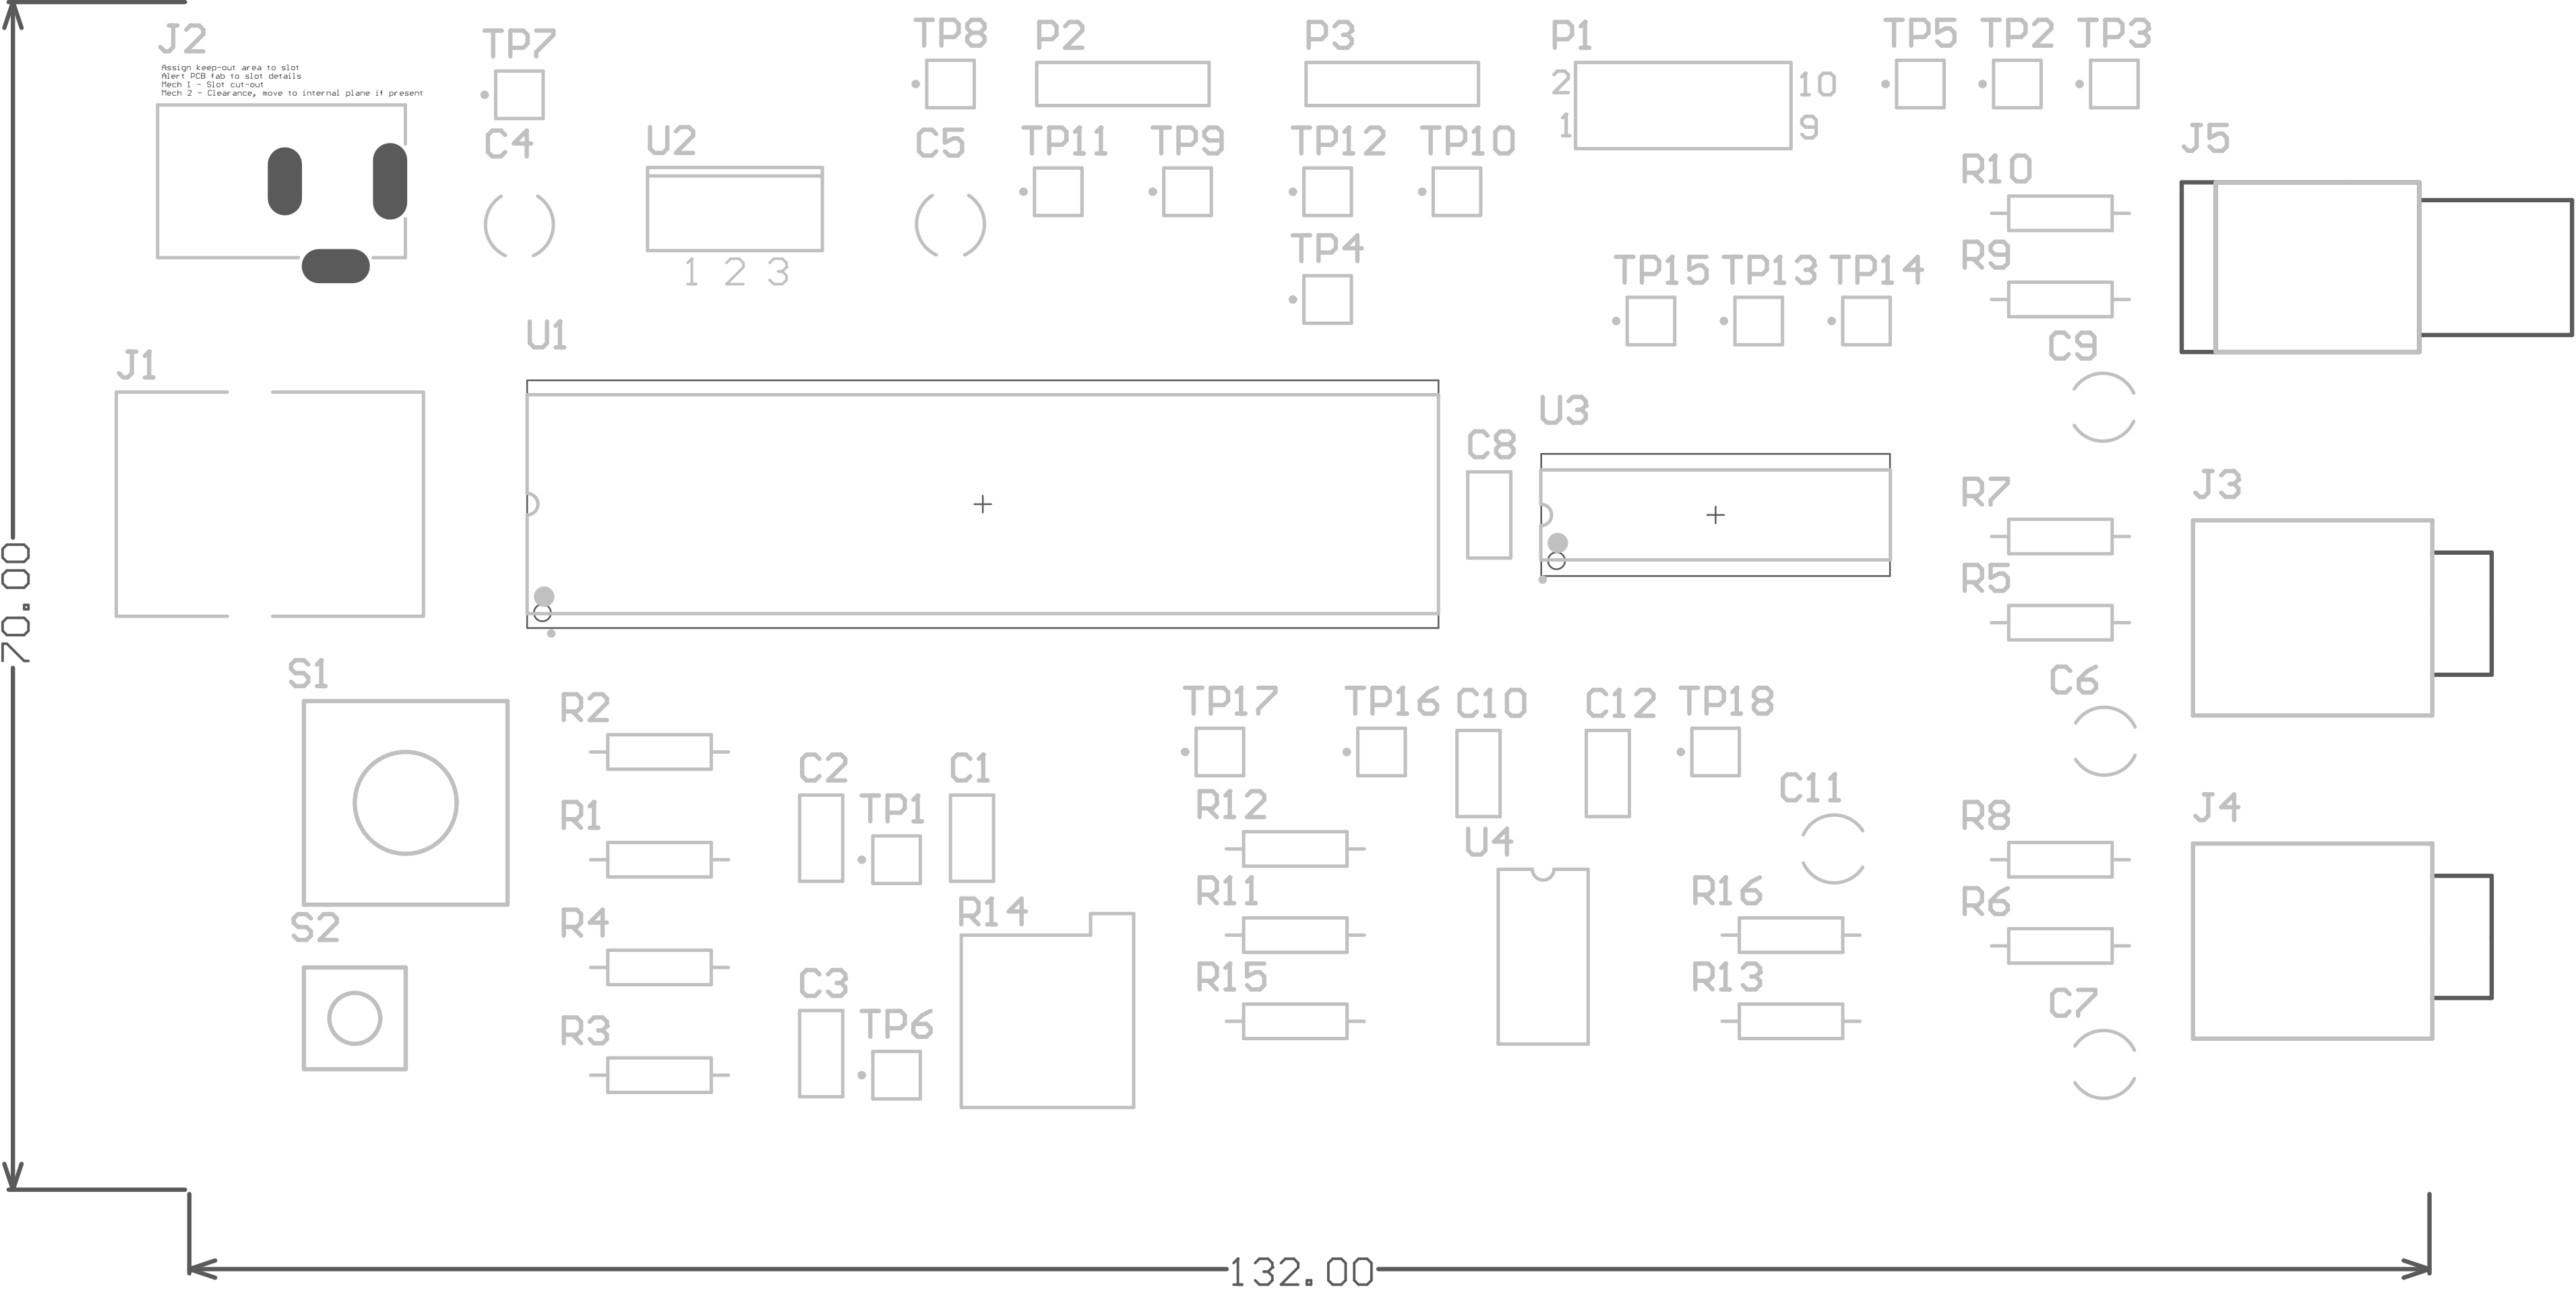 J2
Assign keep-out area to slot
Alert PCB fab to slot details
Mech 1 - Slot cut-out
Mech 2 - Clearance, move to internal plane if present
TP7
TP8
P2
P3
P1
TP5
TP2
TP3
2
10
1
9
C4
U2
C5
TP11
TP9
TP12
TP10
J5
R10
TP4
R9
1 2 3
TP15
TP13
TP14
U1
J1
C9
U3
C8
R7
J3
R5
70.00
S1
R2
TP17
TP16
C10
C12
TP18
C6
C2
C1
C11
R1
TP1
R12
R8
J4
U4
S2
R4
R14
R11
R16
R6
C3
R15
R13
R3
TP6
C7
132.00